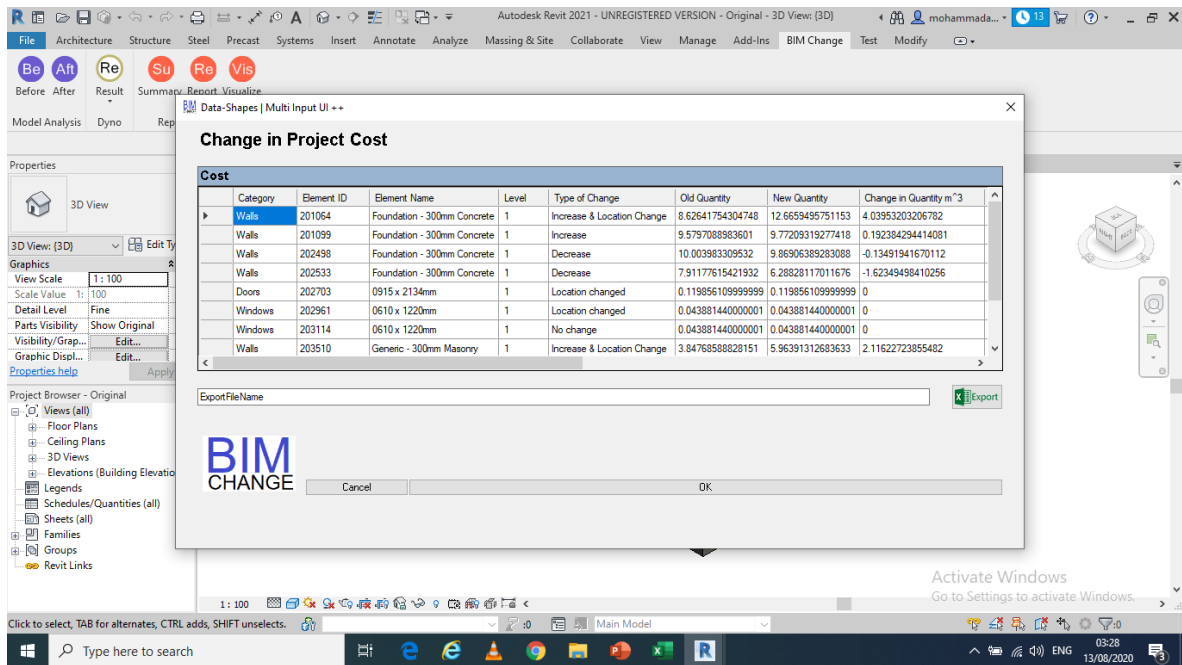 Autodesk Revit 2021 - UNREGISTERED VERSION - Original - 3D View: {3D}
mohammada...
13
File Architecture Structure Steel Precast Systems Insert Annotate Analyze Massing & Site Collaborate View Manage Add-Ins BIM Change Test Modify
Be Aft Re Su Re Vis
Before After Result Summary Report Visualize
Model Analysis Dyno Rep
Data-Shapes | Multi Input UI ++
Change in Project Cost
Cost
Category Element ID Element Name Level Type of Change Old Quantity New Quantity Change in Quantity m^3
Walls 201064 Foundation - 300mm Concrete 1 Increase & Location Change 8.62641754304748 12.6659495751153 4.03953203206782
Walls 201099 Foundation - 300mm Concrete 1 Increase 9.5797088983601 9.77209319277418 0.192384294414081
Walls 202498 Foundation - 300mm Concrete 1 Decrease 10.003983309532 9.86906389283088 -0.13491941670112
Walls 202533 Foundation - 300mm Concrete 1 Decrease 7.91177615421932 6.28828117011676 -1.62349498410256
Doors 202703 0915 x 2134mm 1 Location changed 0.119856109999999 0.119856109999999 0
Windows 202961 0610 x 1220mm 1 Location changed 0.043881440000001 0.043881440000001 0
Windows 203114 0610 x 1220mm 1 No change 0.043881440000001 0.043881440000001 0
Walls 203510 Generic - 300mm Masonry 1 Increase & Location Change 3.84768588828151 5.96391312683633 2.11622723855482
ExportFileName
Export
BIM
CHANGE
Cancel
OK
Properties
3D View
3D View: {3D} Edit Ty
Graphics
View Scale 1 : 100
Scale Value 1: 100
Detail Level Fine
Parts Visibility Show Original
Visibility/Grap... Edit...
Graphic Displ... Edit...
Properties help Apply
Project Browser - Original
Views (all)
Floor Plans
Ceiling Plans
3D Views
Elevations (Building Elevatio
Legends
Schedules/Quantities (all)
Sheets (all)
Families
Groups
Revit Links
1 : 100
Activate Windows
Go to Settings to activate Windows.
Click to select, TAB for alternates, CTRL adds, SHIFT unselects.
:0
Main Model
:0
Type here to search
ENG
03:28
13/08/2020
3